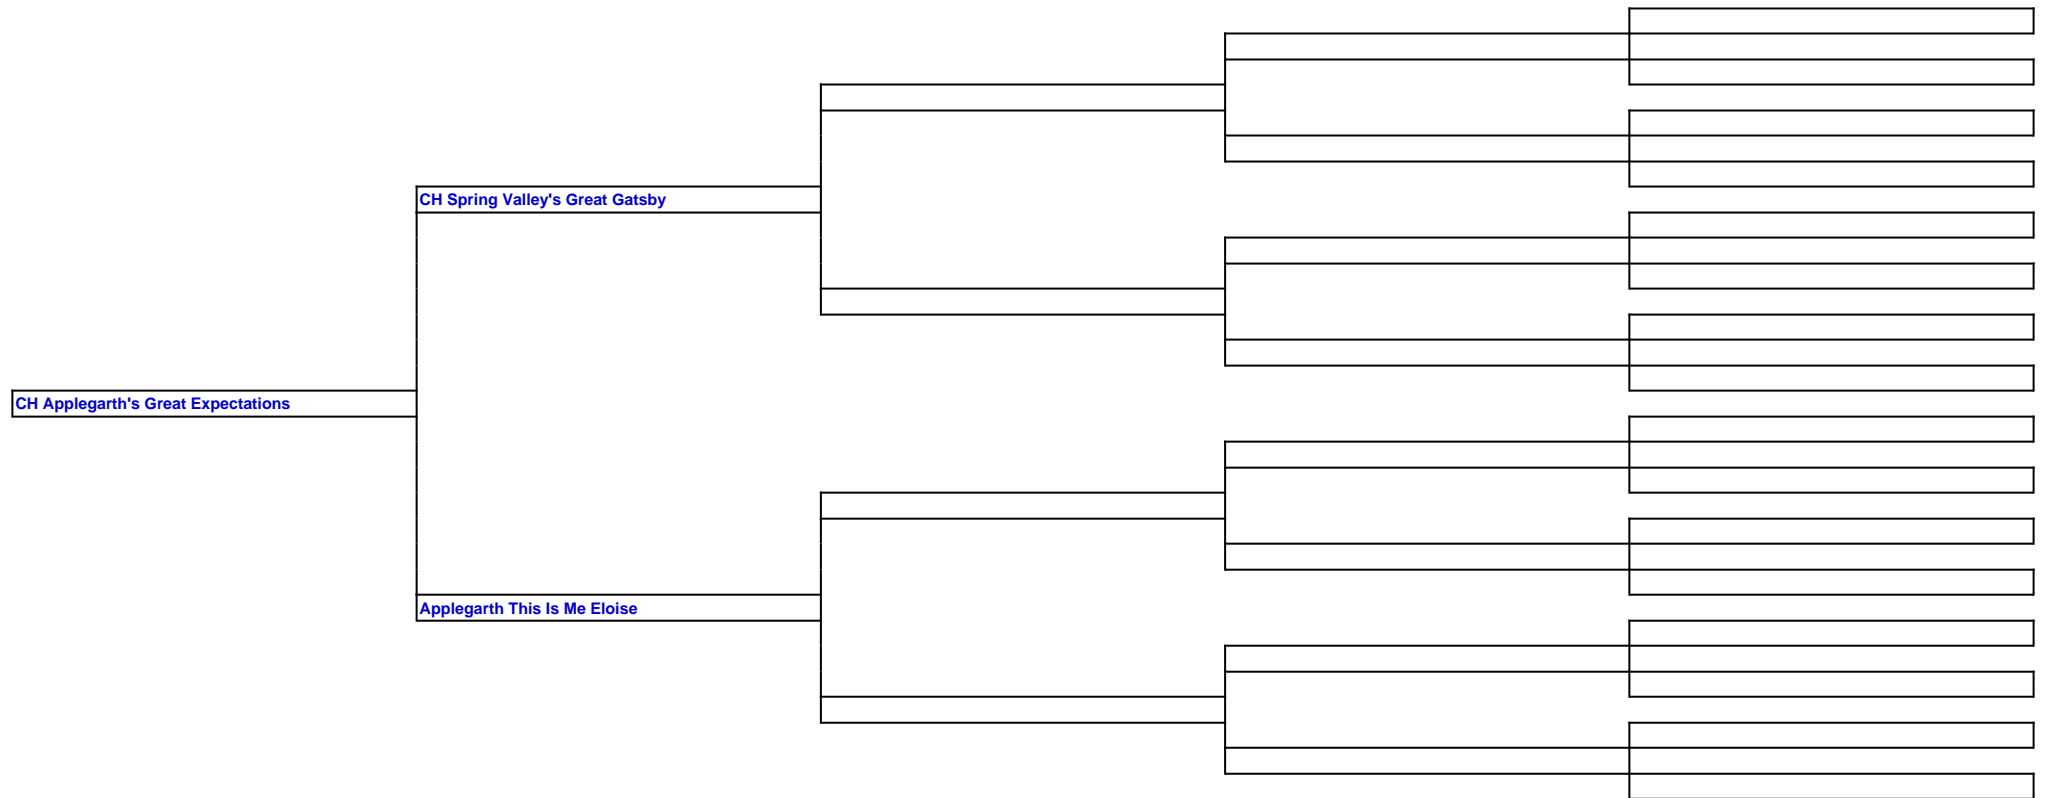 CH Spring Valley's Great Gatsby
CH Applegarth's Great Expectations
Applegarth This Is Me Eloise